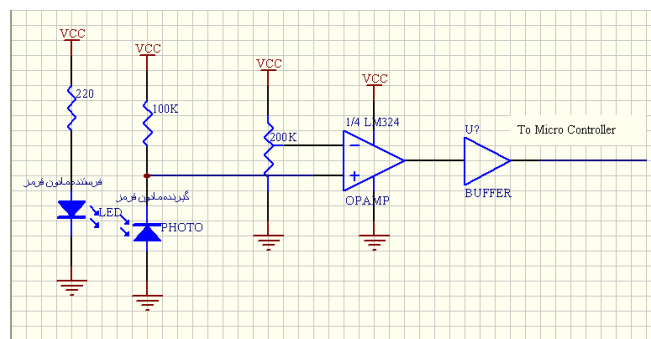 VCC
VCC
VCC
VCC
220
100K
1/4 LM324
200K
U?
To Micro Controller
فرستنده مادون قرمز
گیرنده مادون قرمز
LED
PHOTO
OPAMP
BUFFER